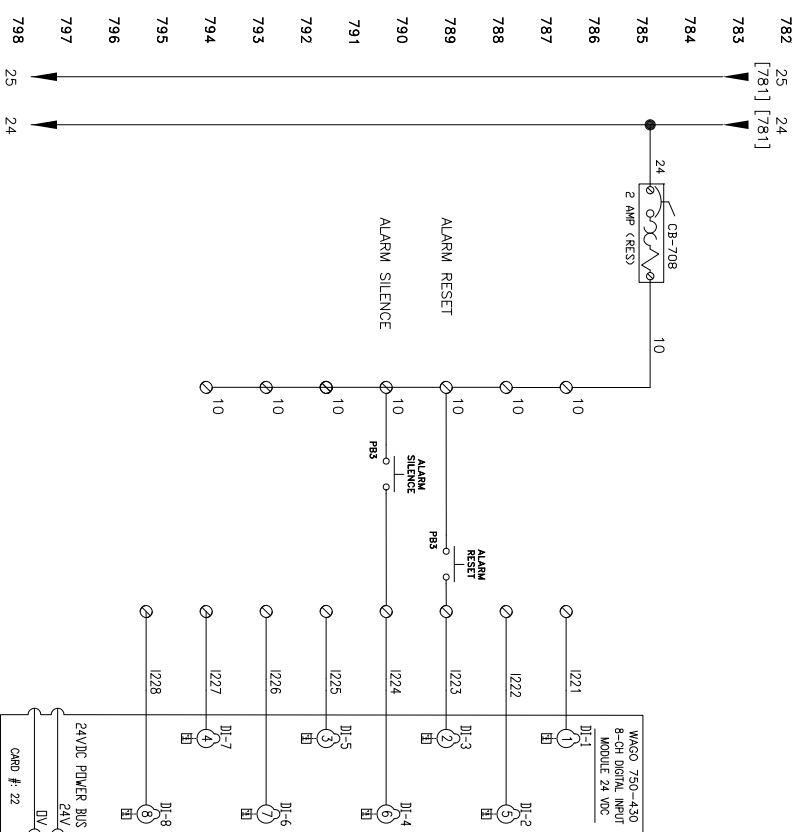 782
783
784
785
786
787
788
789
790
791
792
793
794
795
796
797
798
25
[781]
24
[781]
25
24
24
CB-708
2 AMP (RES)
10
ALARM RESET
ALARM SILENCE
10
10
10
10
10
10
10
ALARM
RESET
PB3
ALARM
SILENCE
PB3
I221
I222
I223
I224
I225
I226
I227
I228
WAGO 750-430
8-CH DIGITAL INPUT
MODULE 24 VDC
DI-1
1
DI-2
5
DI-3
2
DI-4
6
DI-5
3
DI-6
7
DI-7
4
DI-8
8
24VDC POWER BUS
24V
0V
CARD #: 22